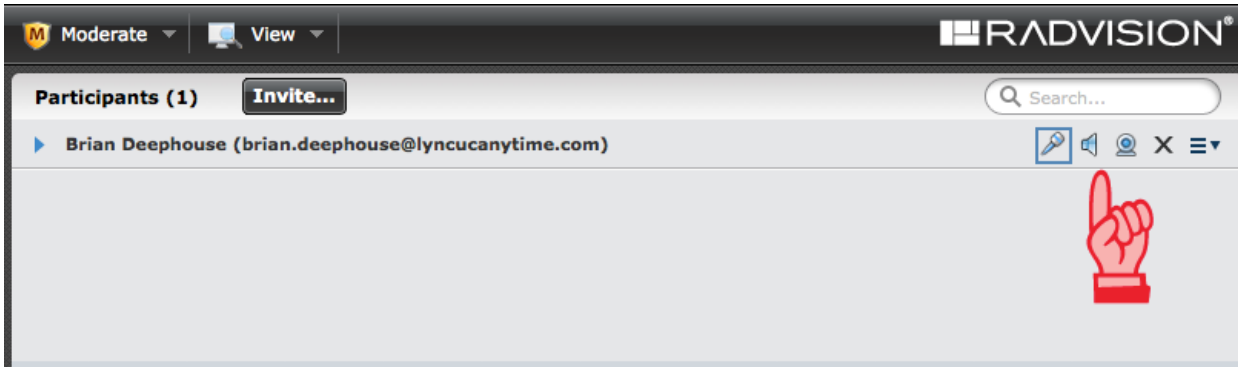 M Moderate View RADVISION®
Participants (1) Invite... Search...
Brian Deephouse (brian.deephouse@lyncucanytime.com)